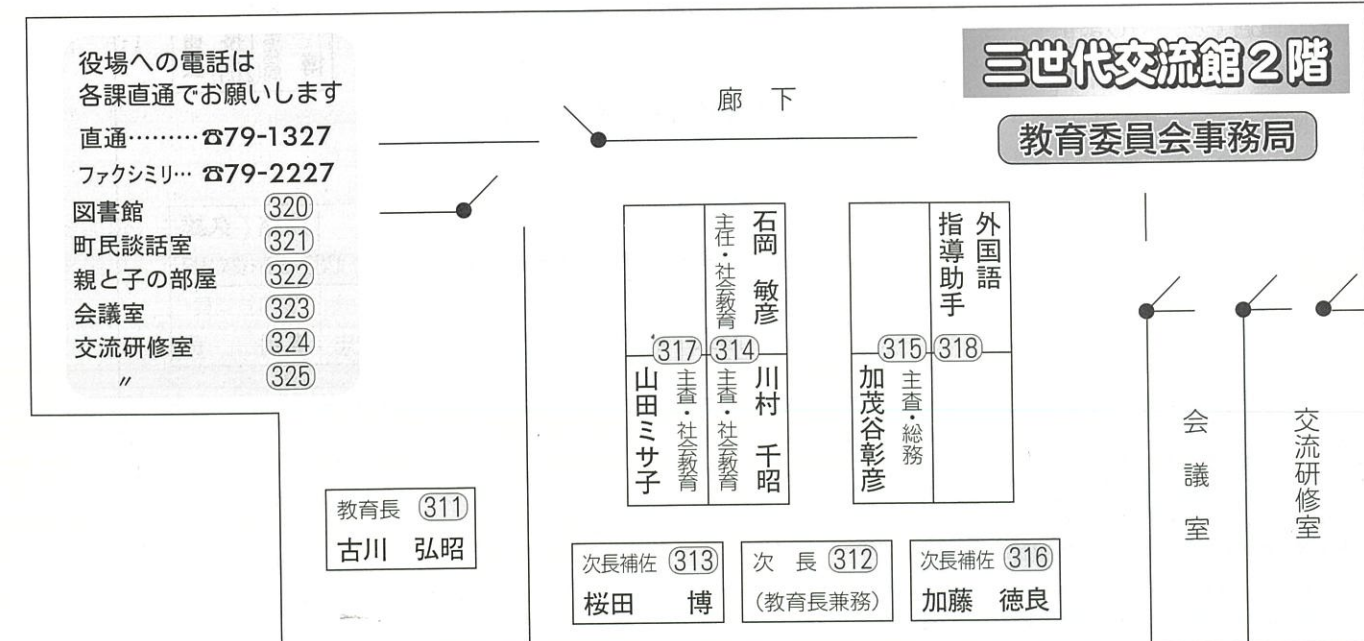 役場への電話は
各課直通でお願いします
直通………☎79-1327
ファクシミリ… ☎79-2227
図書館 320
町民談話室 321
親と子の部屋 322
会議室 323
交流研修室 324
〃 325
三世代交流館2階
教育委員会事務局
廊 下
石岡 敏彦
主任・社会教育
外国語
指導助手
317
314
315
318
川村 千昭
主査・社会教育
主査・社会教育
山田ミサ子
主査・総務
加茂谷彰彦
会議室
交流研修室
教育長 311
古川 弘昭
次長補佐 313
桜田 博
次 長 312
(教育長兼務)
次長補佐 316
加藤 徳良